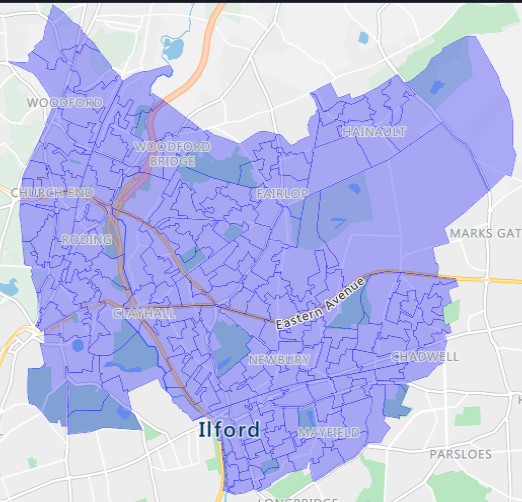 WOODFORD
HAINAULT
WOODFORD
BRIDGE
CHURCH END
FAIRLOP
MARKS GAT
RODING
Eastern Avenue
CLAYHALL
NEWBURY
CHADWELL
Ilford
MAYFIELD
PARSLOES
LONGBRIDGE